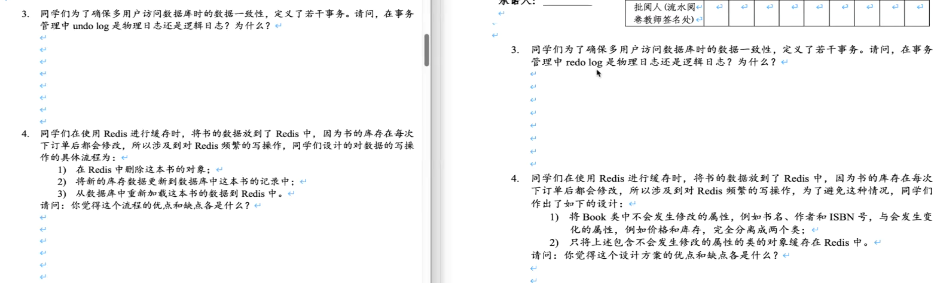 3. 同学们为了确保多用户访问数据库时的数据一致性，定义了若干事务。请问，在事务
管理中 undo log 是物理日志还是逻辑日志？为什么？
4. 同学们在使用 Redis 进行缓存时，将书的数据放到了 Redis 中，因为书的库存在每次
下订单后都会修改，所以涉及到对 Redis 频繁的写操作，同学们设计的对数据的写操
作的具体流程为：
1) 在 Redis 中删除这本书的对象；
2) 将新的库存数据更新到数据库中这本书的记录中；
3) 从数据库中重新加载这本书的数据到 Redis 中。
请问：你觉得这个流程的优点和缺点各是什么？
承诺人：
批阅人(流水阅
卷教师签名处)
3. 同学们为了确保多用户访问数据库时的数据一致性，定义了若干事务。请问，在事务
管理中 redo log 是物理日志还是逻辑日志？为什么？
4. 同学们在使用 Redis 进行缓存时，将书的数据放到了 Redis 中，因为书的库存在每次
下订单后都会修改，所以涉及到对 Redis 频繁的写操作，为了避免这种情况，同学们
作出了如下的设计：
1) 将 Book 类中不会发生修改的属性，例如书名、作者和 ISBN 号，与会发生变
化的属性，例如价格和库存，完全分离成两个类；
2) 只将上述包含不会发生修改的属性的类的对象缓存在 Redis 中。
请问：你觉得这个设计方案的优点和缺点各是什么？